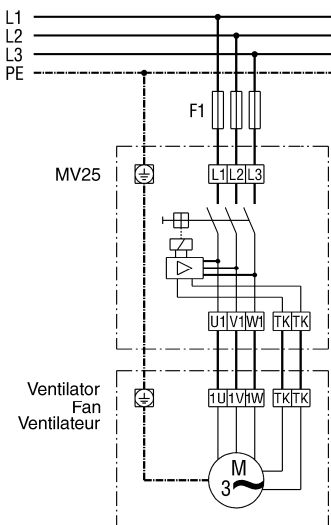 L1
L2
L3
PE
F1
MV25
L1 L2 L3
U1 V1 W1 TK TK
Ventilator
Fan
Ventilateur
1U 1V 1W TK TK
M
3